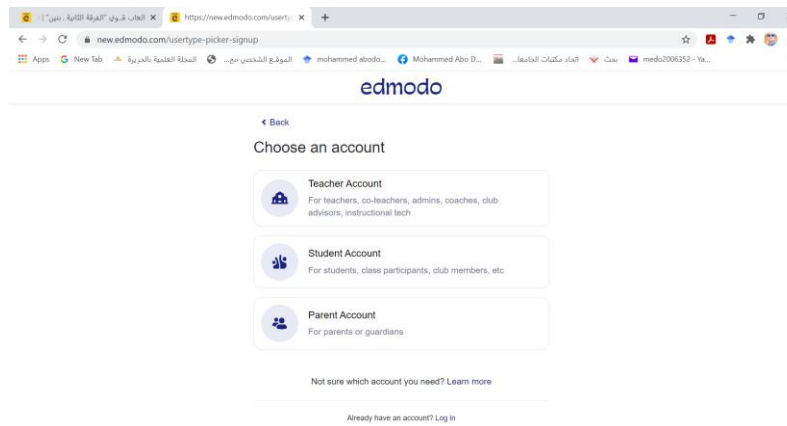 العاب قـوي "الفرقة الثانية . بنين" |
https://new.edmodo.com/userty
new.edmodo.com/usertype-picker-signup
Apps
New Tab
المجلة العلمية بالجزيرة
الموقع الشخصي مع...
mohammed abodo...
Mohammed Abo D...
اتحاد مكتبات الجامعا...
بحث
medo2006352 - Ya...
edmodo
Back
Choose an account
Teacher Account
For teachers, co-teachers, admins, coaches, club
advisors, instructional tech
Student Account
For students, class participants, club members, etc
Parent Account
For parents or guardians
Not sure which account you need? Learn more
Already have an account? Log in